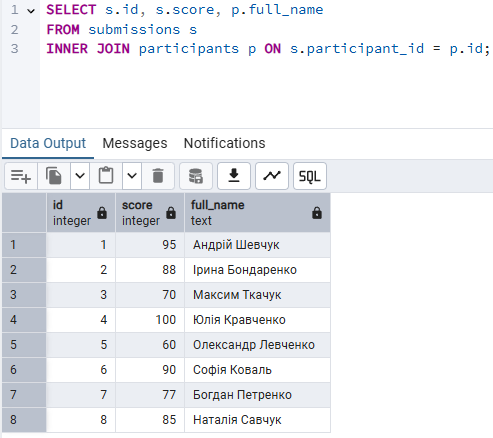 1 SELECT s.id, s.score, p.full_name
2 FROM submissions s
3 INNER JOIN participants p ON s.participant_id = p.id;
Data Output Messages Notifications
SQL
id score full_name
integer integer text
1 1 95 Андрій Шевчук
2 2 88 Ірина Бондаренко
3 3 70 Максим Ткачук
4 4 100 Юлія Кравченко
5 5 60 Олександр Левченко
6 6 90 Софія Коваль
7 7 77 Богдан Петренко
8 8 85 Наталія Савчук